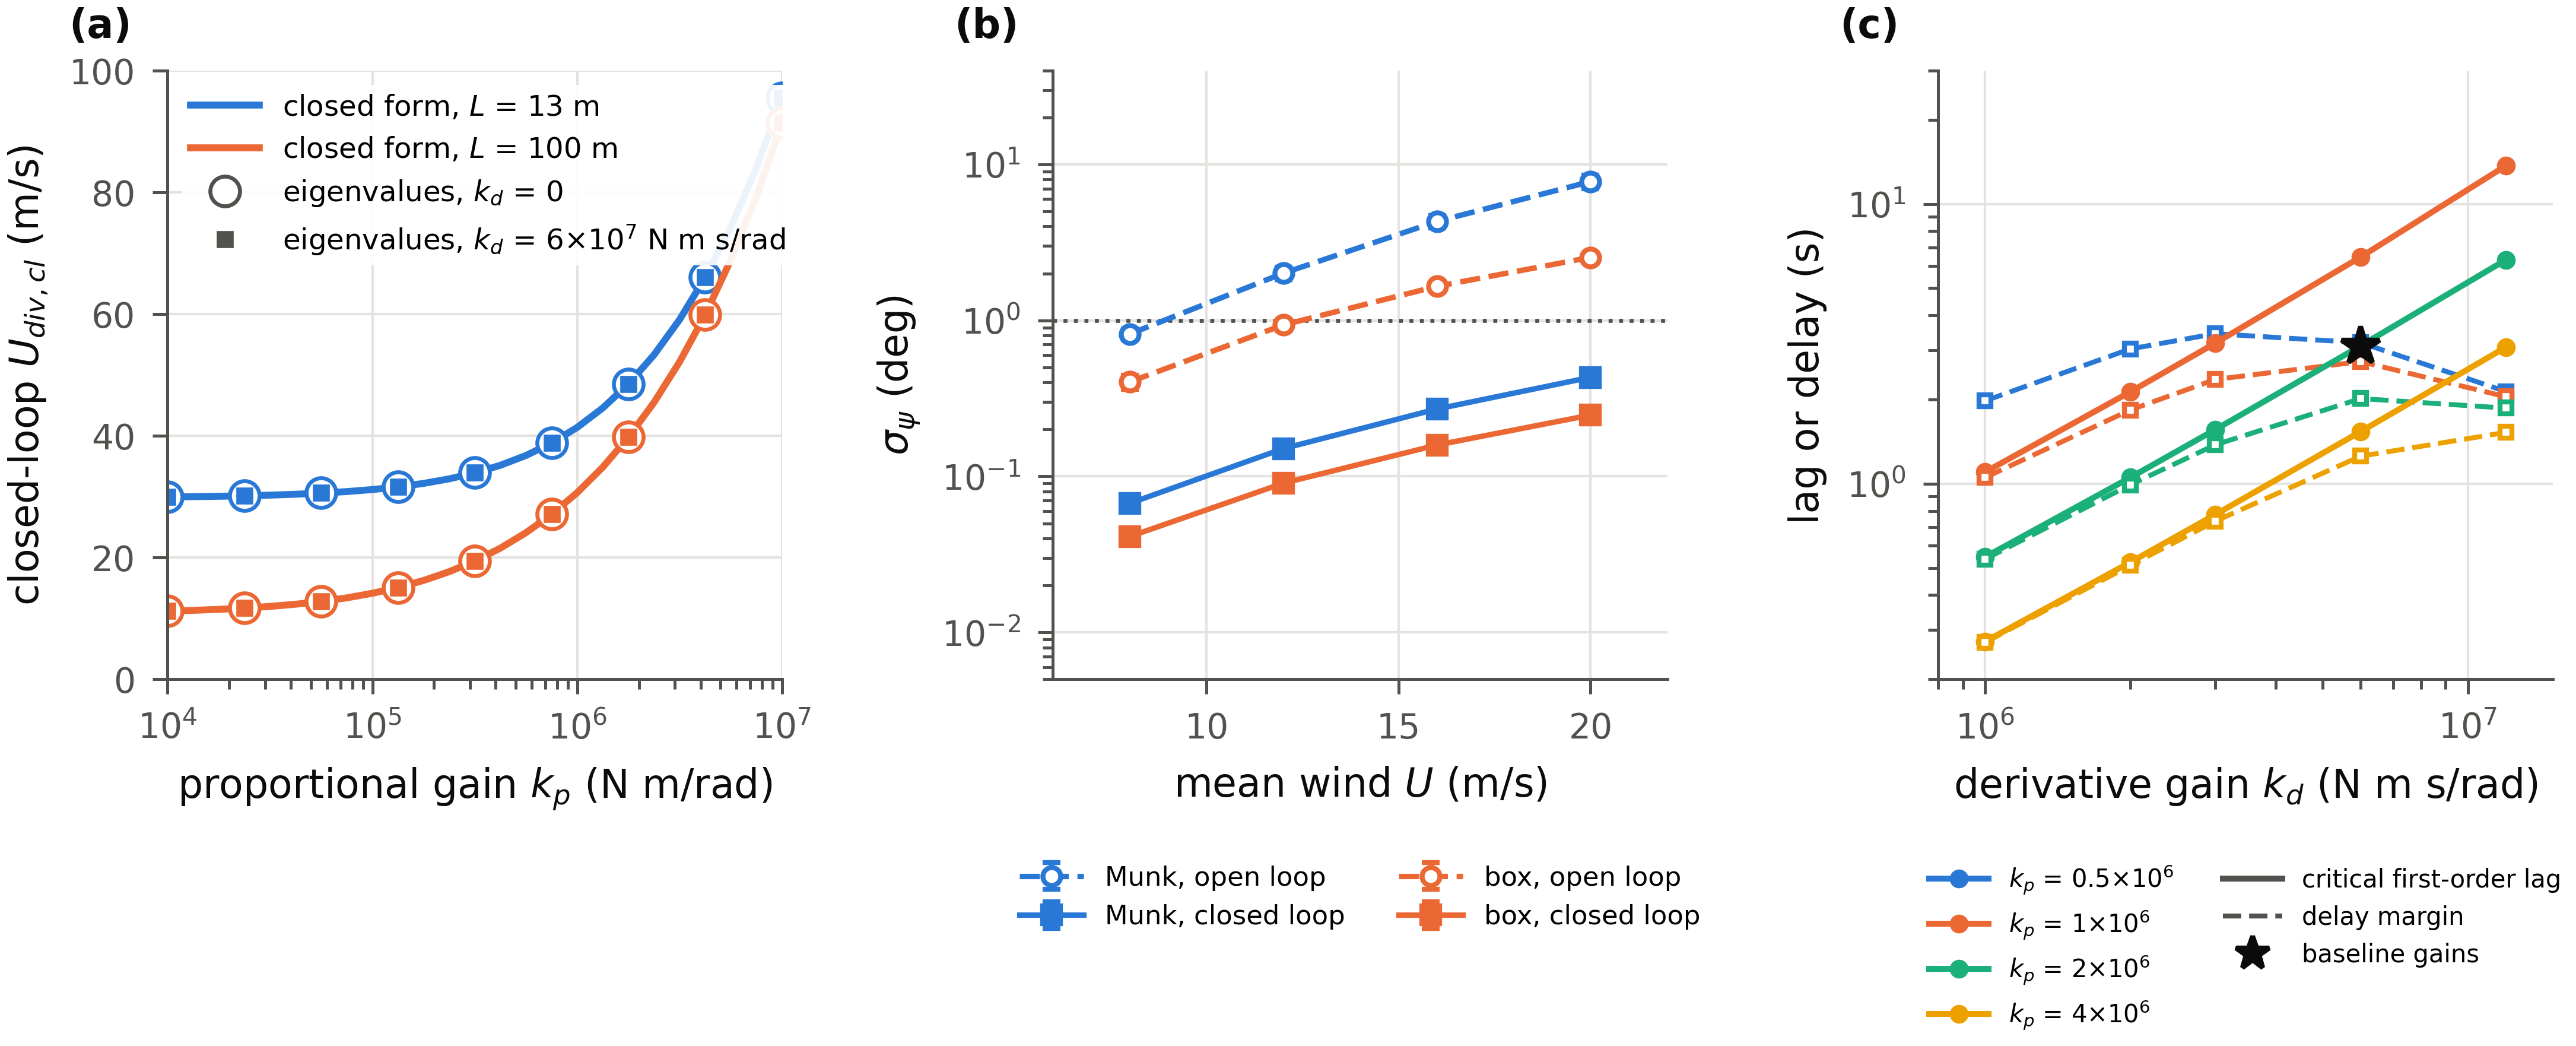 (a)
100
80
60
40
20
0
closed-loop U_{div, cl} (m/s)
closed form, L = 13 m
closed form, L = 100 m
eigenvalues, k_d = 0
eigenvalues, k_d = 6×10^7 N m s/rad
10^4
10^5
10^6
10^7
proportional gain k_p (N m/rad)
(b)
10^1
10^0
10^{−1}
10^{−2}
σ_ψ (deg)
10
15
20
mean wind U (m/s)
Munk, open loop
Munk, closed loop
box, open loop
box, closed loop
(c)
10^1
10^0
lag or delay (s)
10^6
10^7
derivative gain k_d (N m s/rad)
k_p = 0.5×10^6
k_p = 1×10^6
k_p = 2×10^6
k_p = 4×10^6
critical first-order lag
delay margin
baseline gains